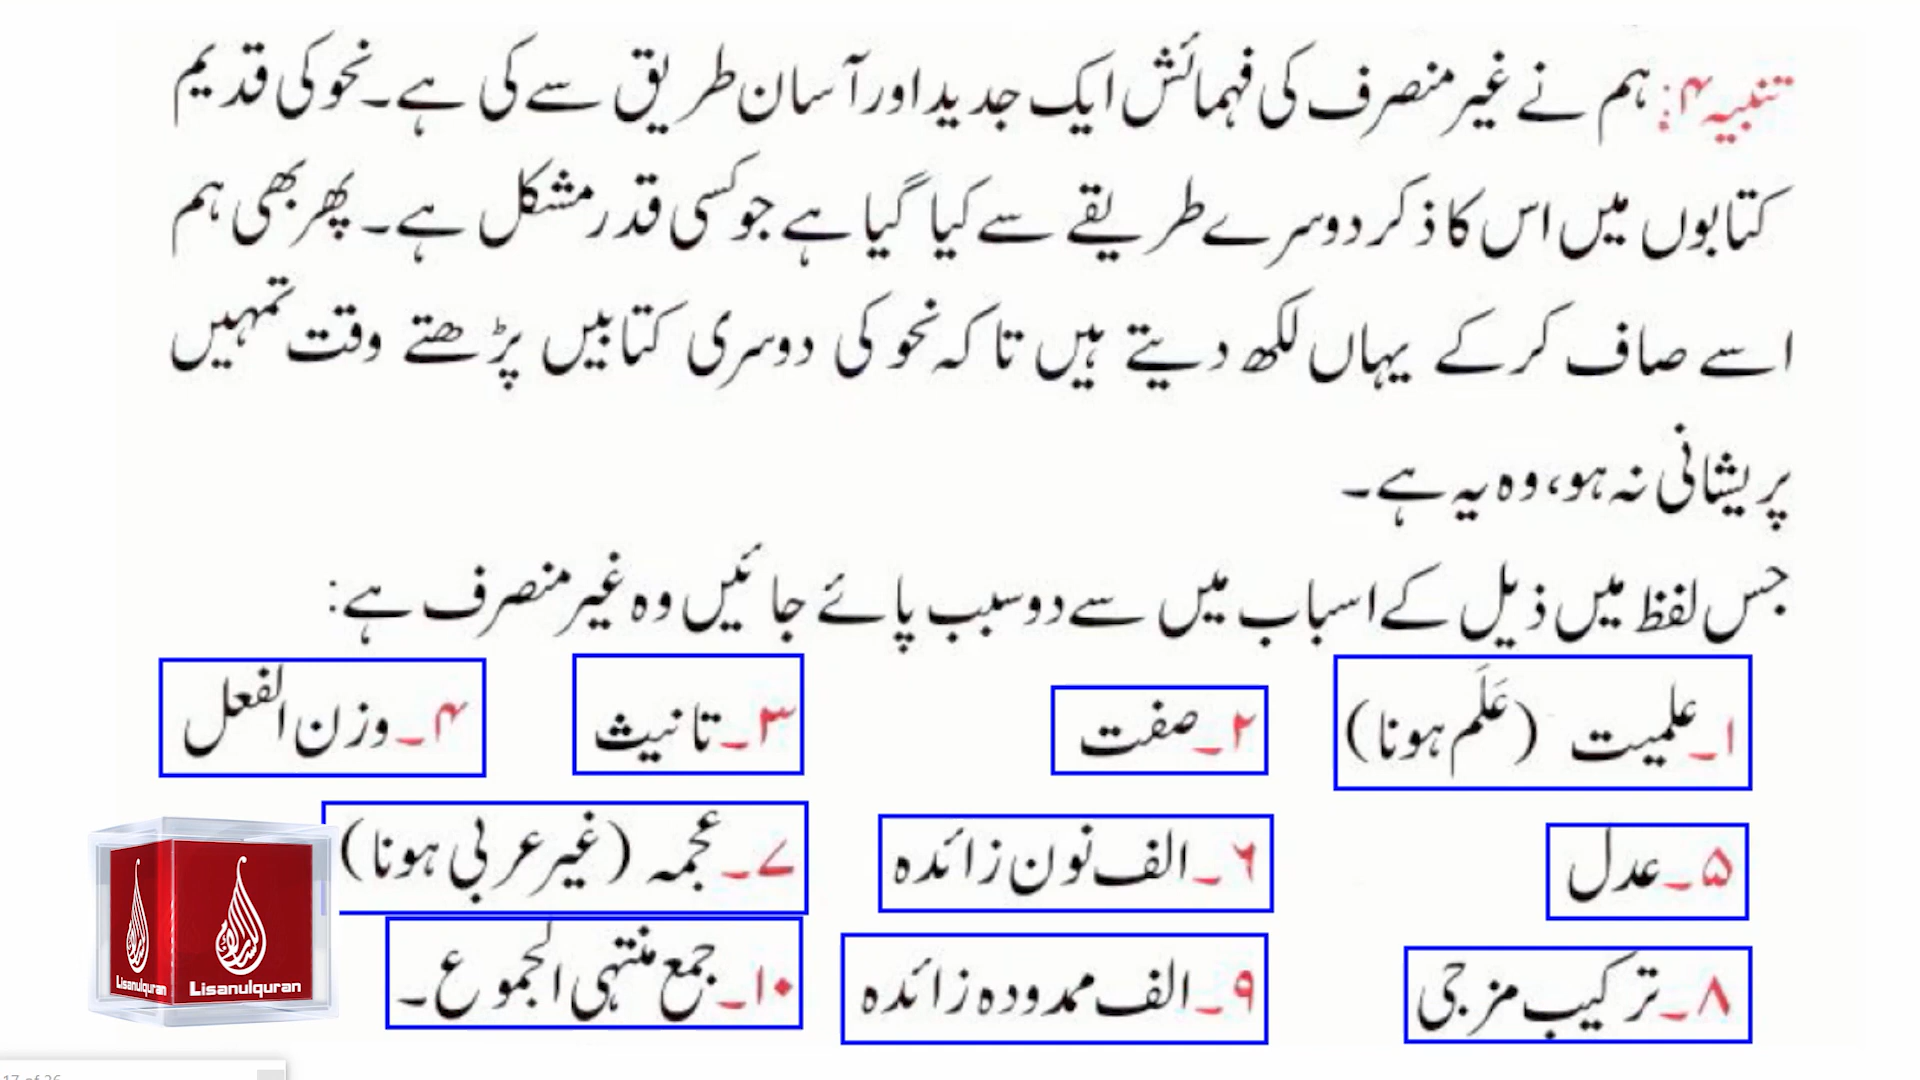 تنبیہ ۴: ہم نے غیر منصرف کی فہمائش ایک جدید اور آسان طریق سے کی ہے۔ نحو کی قدیم
کتابوں میں اس کا ذکر دوسرے طریقے سے کیا گیا ہے جو کسی قدر مشکل ہے۔ پھر بھی ہم
اسے صاف کر کے یہاں لکھ دیتے ہیں تاکہ نحو کی دوسری کتابیں پڑھتے وقت تمہیں
پریشانی نہ ہو، وہ یہ ہے۔
جس لفظ میں ذیل کے اسباب میں سے دو سبب پائے جائیں وہ غیر منصرف ہے:
۱۔ علمیت (عَلَم ہونا) ۲۔ صفت ۳۔ تانیث ۴۔ وزن الفعل
۵۔ عدل ۶۔ الف نون زائدہ ۷۔ عجمہ (غیر عربی ہونا)
۸۔ ترکیب مزجی ۹۔ الف ممدودہ زائدہ ۱۰۔ جمع منتہی الجموع۔
Lisanulquran Lisanulquran